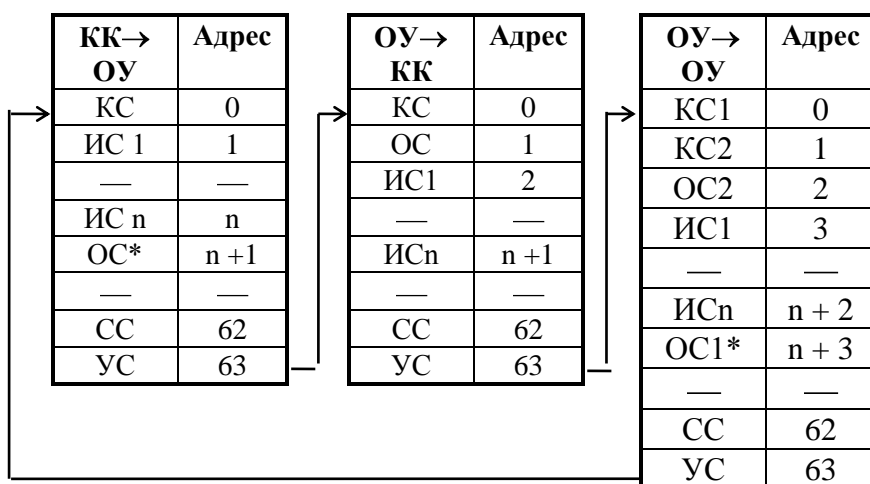 КК→ ОУ Адрес
КС 0
ИС 1 1
— —
ИС n n
ОС* n +1
— —
СС 62
УС 63
ОУ→ КК Адрес
КС 0
ОС 1
ИС1 2
— —
ИСn n +1
— —
СС 62
УС 63
ОУ→ ОУ Адрес
КС1 0
КС2 1
ОС2 2
ИС1 3
— —
ИСn n + 2
ОС1* n + 3
— —
СС 62
УС 63